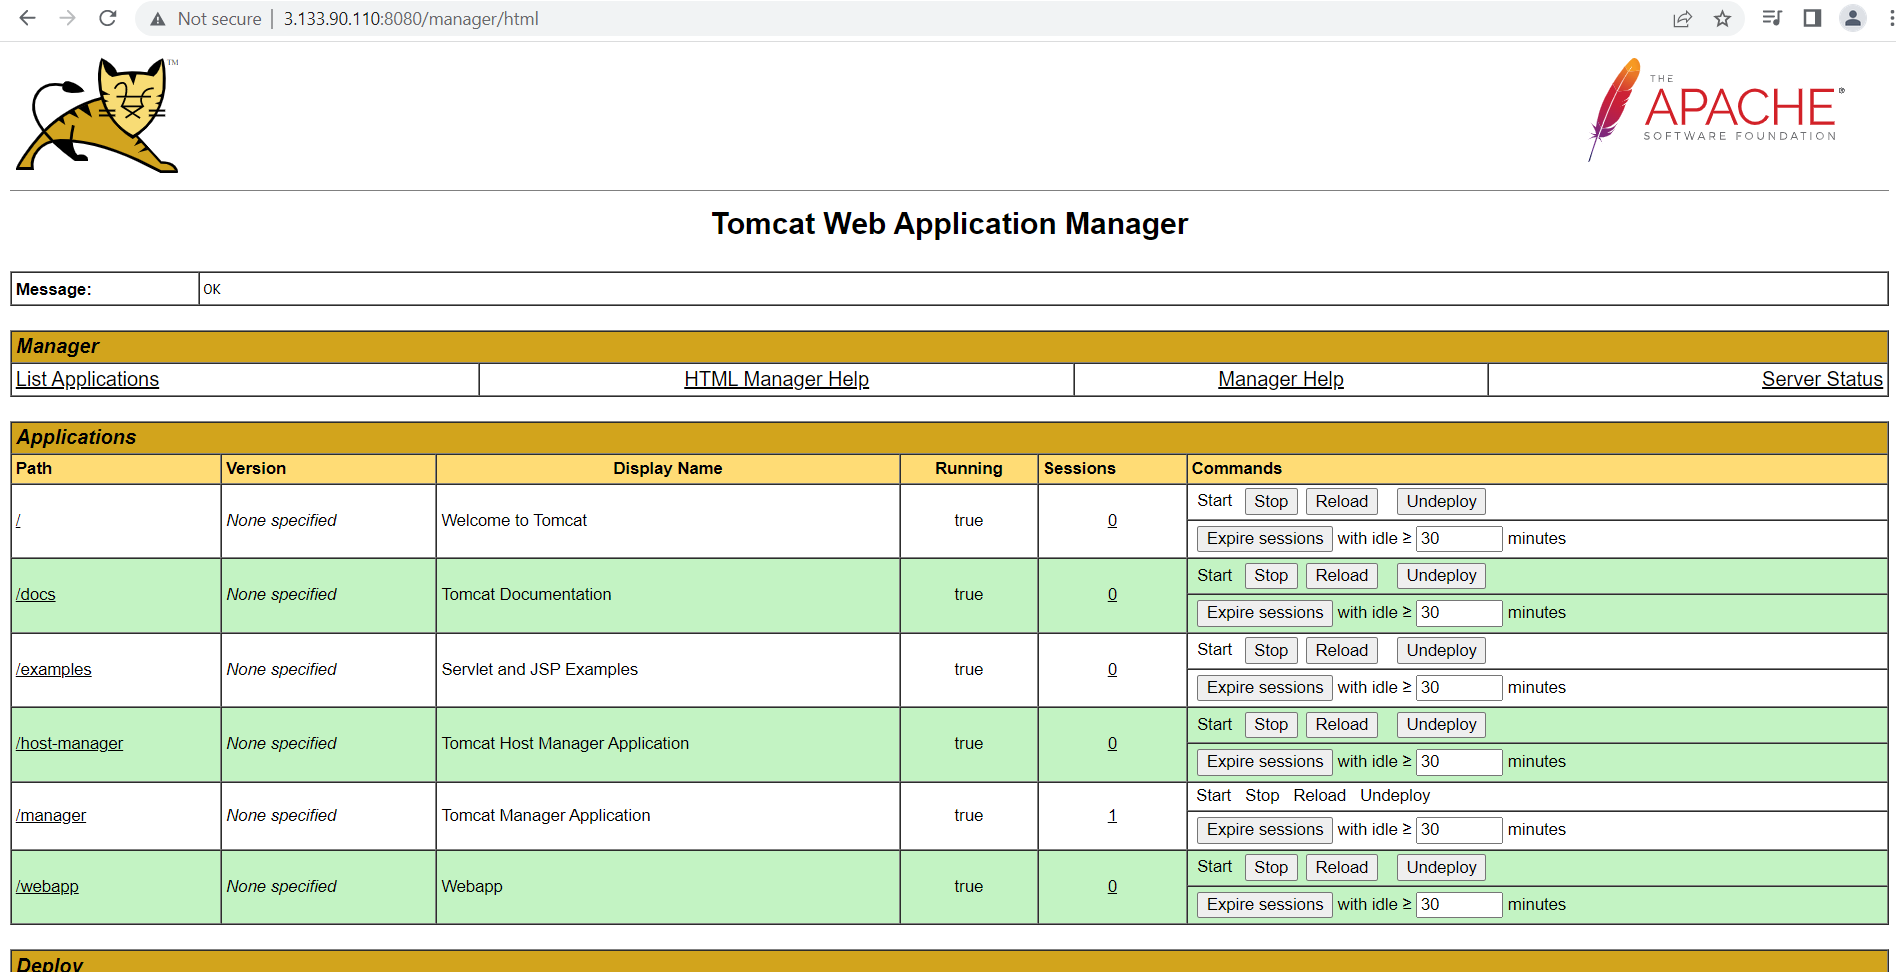 Not secure | 3.133.90.110:8080/manager/html
TM
THE
APACHE®
SOFTWARE FOUNDATION
Tomcat Web Application Manager
Message: OK
Manager
List Applications HTML Manager Help Manager Help Server Status
Applications
Path Version Display Name Running Sessions Commands
/ None specified Welcome to Tomcat true 0 Start Stop Reload Undeploy
Expire sessions with idle ≥ 30 minutes
/docs None specified Tomcat Documentation true 0 Start Stop Reload Undeploy
Expire sessions with idle ≥ 30 minutes
/examples None specified Servlet and JSP Examples true 0 Start Stop Reload Undeploy
Expire sessions with idle ≥ 30 minutes
/host-manager None specified Tomcat Host Manager Application true 0 Start Stop Reload Undeploy
Expire sessions with idle ≥ 30 minutes
/manager None specified Tomcat Manager Application true 1 Start Stop Reload Undeploy
Expire sessions with idle ≥ 30 minutes
/webapp None specified Webapp true 0 Start Stop Reload Undeploy
Expire sessions with idle ≥ 30 minutes
Deploy